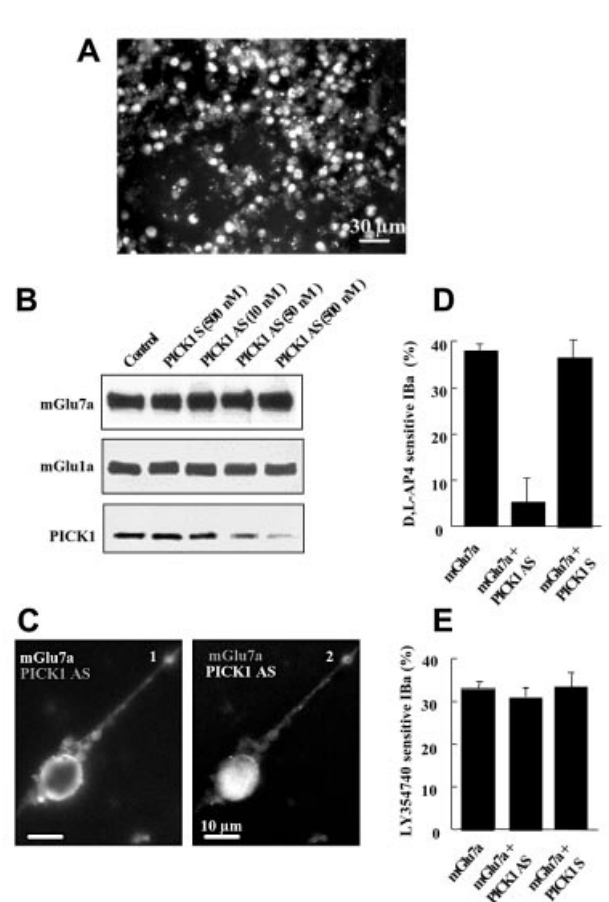 A
30 µm
B
Control
PICK1 S (500 nM)
PICK1 AS (10 nM)
PICK1 AS (50 nM)
PICK1 AS (500 nM)
mGlu7a
mGlu1a
PICK1
C
mGlu7a
PICK1 AS
1
mGlu7a
PICK1 AS
2
10 µm
D
D,L-AP4 sensitive IBa (%)
40
30
20
10
0
mGlu7a
mGlu7a +
PICK1 AS
mGlu7a +
PICK1 S
E
LY354740 sensitive IBa (%)
40
30
30
10
0
mGlu7a
mGlu7a +
PICK1 AS
mGlu7a +
PICK1 S